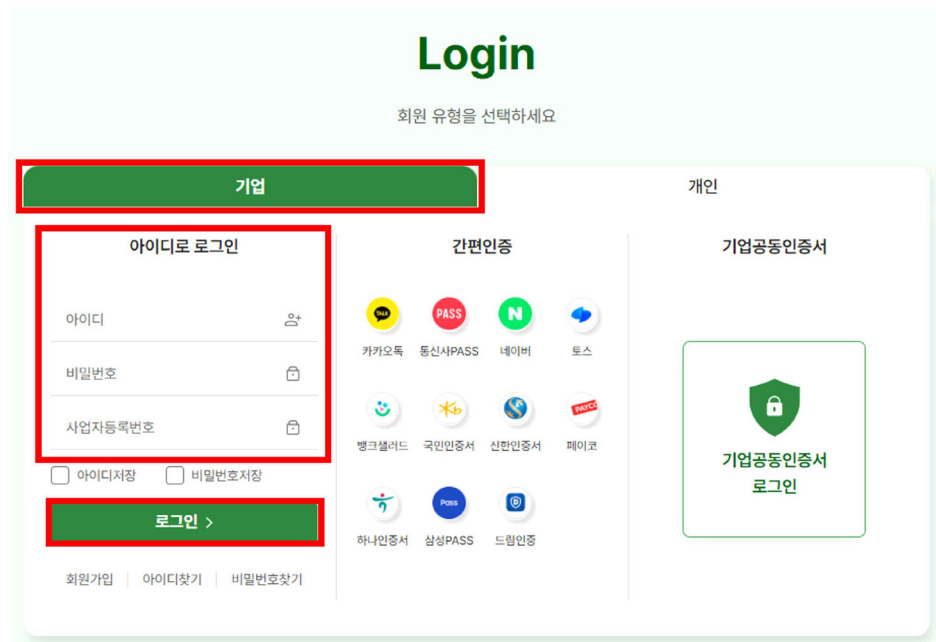 Login
회원 유형을 선택하세요
기업
개인
아이디로 로그인
아이디
비밀번호
사업자등록번호
아이디저장 비밀번호저장
로그인 >
회원가입 | 아이디찾기 | 비밀번호찾기
간편인증
TALK PASS N
카카오톡 통신사PASS 네이버 토스
Kb PAYCO
뱅크샐러드 국민인증서 신한인증서 페이코
Pass
하나인증서 삼성PASS 드림인증
기업공동인증서
기업공동인증서
로그인